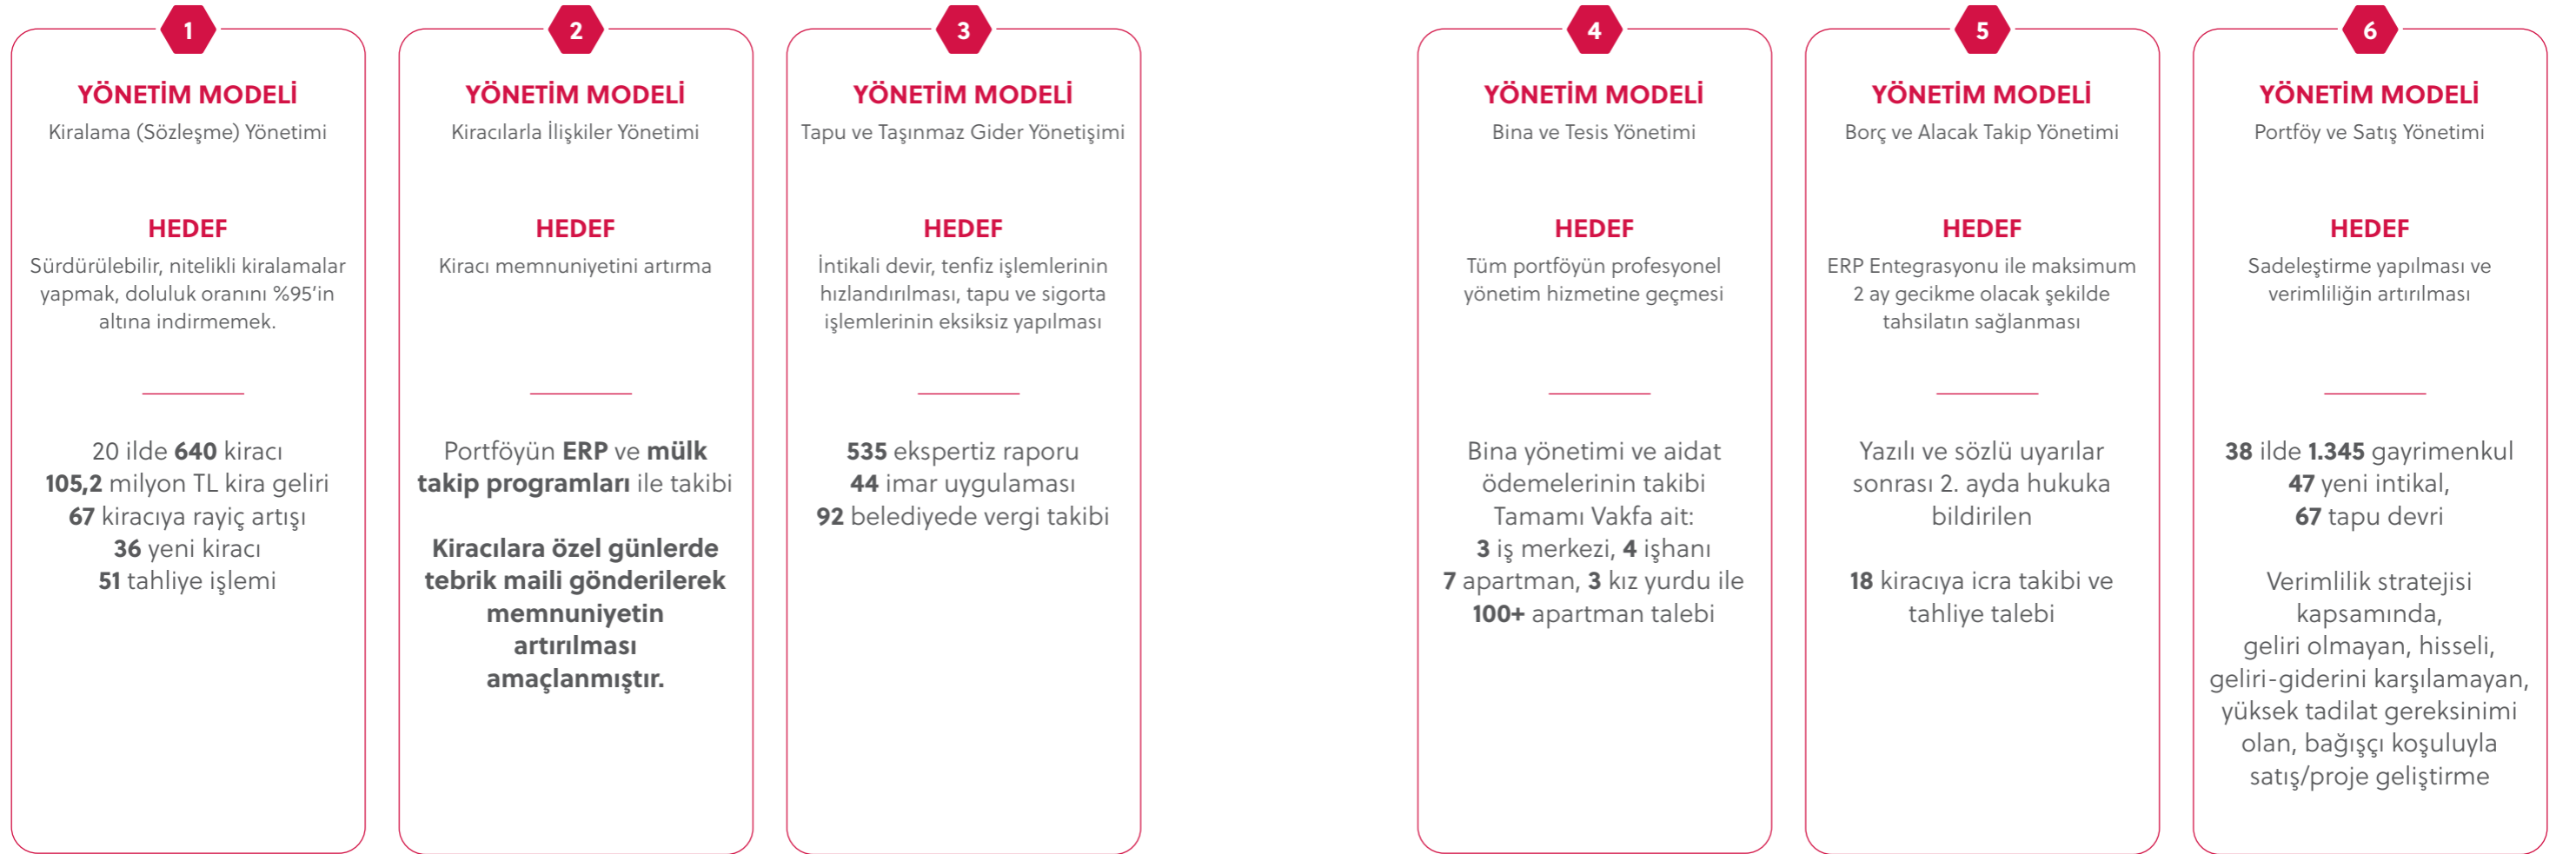 1
YÖNETİM MODELİ
Kiralama (Sözleşme) Yönetimi
HEDEF
Sürdürülebilir, nitelikli kiralamalar
yapmak, doluluk oranını %95'in
altına indirmemek.
20 ilde 640 kiracı
105,2 milyon TL kira geliri
67 kiracıya rayiç artışı
36 yeni kiracı
51 tahliye işlemi
2
YÖNETİM MODELİ
Kiracılarla İlişkiler Yönetimi
HEDEF
Kiracı memnuniyetini artırma
Portföyün ERP ve mülk
takip programları ile takibi
Kiracılara özel günlerde
tebrik maili gönderilerek
memnuniyetin
artırılması
amaçlanmıştır.
3
YÖNETİM MODELİ
Tapu ve Taşınmaz Gider Yönetişimi
HEDEF
İntikali devir, tenfiz işlemlerinin
hızlandırılması, tapu ve sigorta
işlemlerinin eksiksiz yapılması
535 ekspertiz raporu
44 imar uygulaması
92 belediyede vergi takibi
4
YÖNETİM MODELİ
Bina ve Tesis Yönetimi
HEDEF
Tüm portföyün profesyonel
yönetim hizmetine geçmesi
Bina yönetimi ve aidat
ödemelerinin takibi
Tamamı Vakfa ait:
3 iş merkezi, 4 işhanı
7 apartman, 3 kız yurdu ile
100+ apartman talebi
5
YÖNETİM MODELİ
Borç ve Alacak Takip Yönetimi
HEDEF
ERP Entegrasyonu ile maksimum
2 ay gecikme olacak şekilde
tahsilatın sağlanması
Yazılı ve sözlü uyarılar
sonrası 2. ayda hukuka
bildirilen
18 kiracıya icra takibi ve
tahliye talebi
6
YÖNETİM MODELİ
Portföy ve Satış Yönetimi
HEDEF
Sadeleştirme yapılması ve
verimliliğin artırılması
38 ilde 1.345 gayrimenkul
47 yeni intikal,
67 tapu devri
Verimlilik stratejisi
kapsamında,
geliri olmayan, hisseli,
geliri-giderini karşılamayan,
yüksek tadilat gereksinimi
olan, bağışçı koşuluyla
satış/proje geliştirme